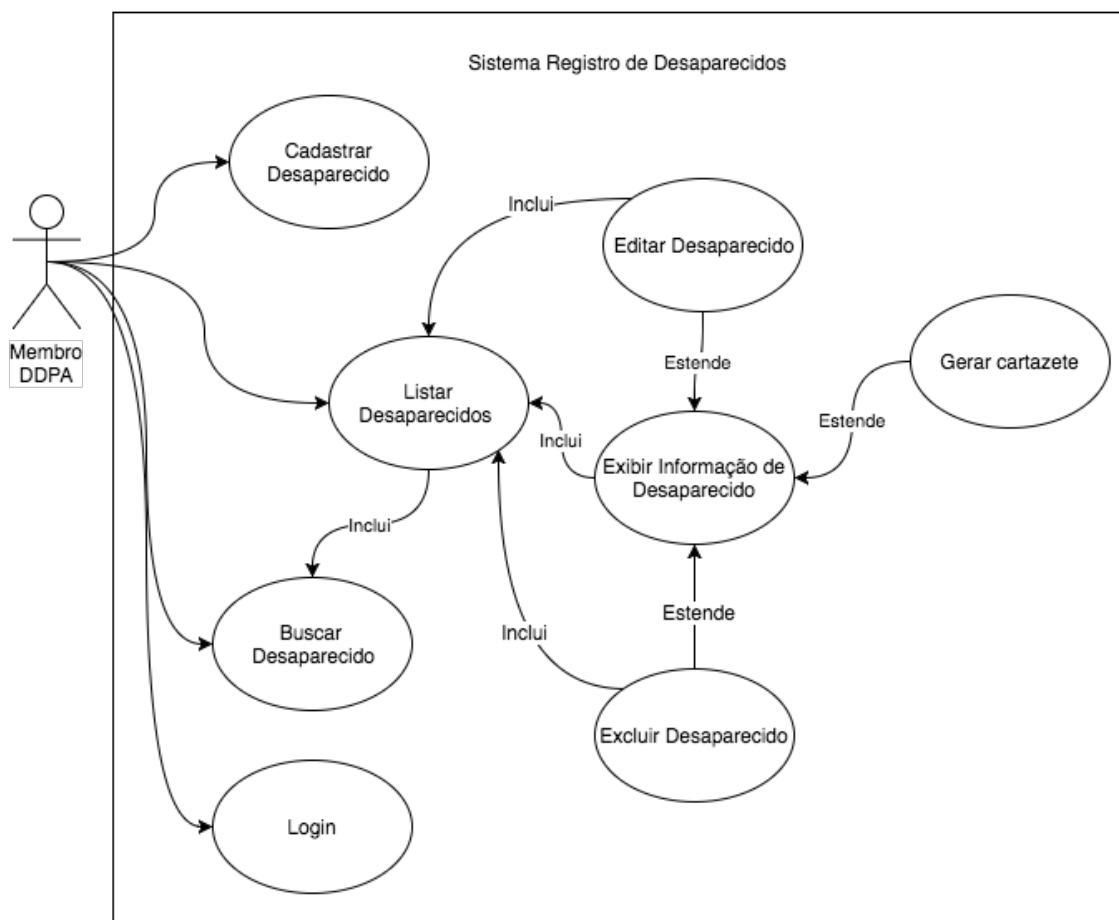 Sistema Registro de Desaparecidos
Cadastrar
Desaparecido
Inclui
Editar Desaparecido
Membro
DDPA
Estende
Gerar cartazete
Listar
Desaparecidos
Inclui
Estende
Exibir Informação de
Desaparecido
Inclui
Inclui
Estende
Buscar
Desaparecido
Excluir Desaparecido
Login